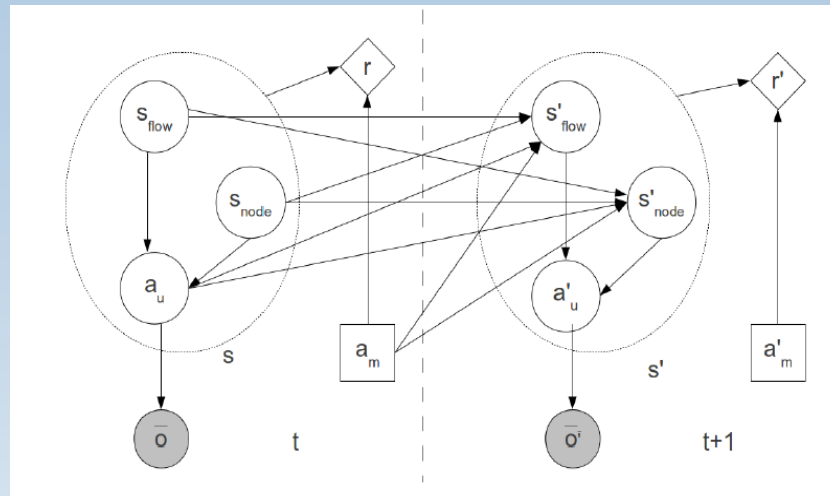 r
r'
s_flow
s'_flow
s_node
s'_node
a_u
a'_u
a_m
a'_m
s
s'
o̅
t
o̅'
t+1